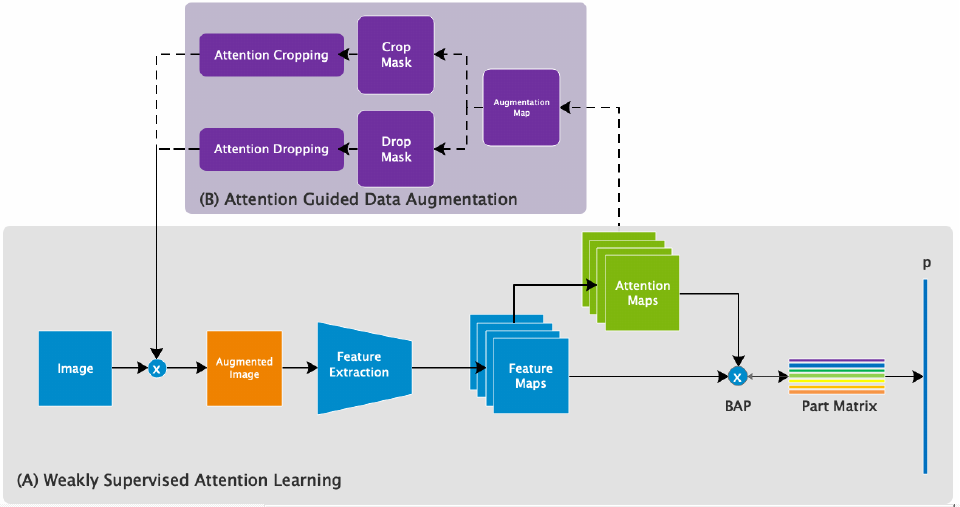 Attention Cropping
Crop
Mask
Augmentation
Map
Attention Dropping
Drop
Mask
(B) Attention Guided Data Augmentation
p
Attention
Maps
Image
x
Augmented
Image
Feature
Extraction
Feature
Maps
x
BAP
Part Matrix
(A) Weakly Supervised Attention Learning